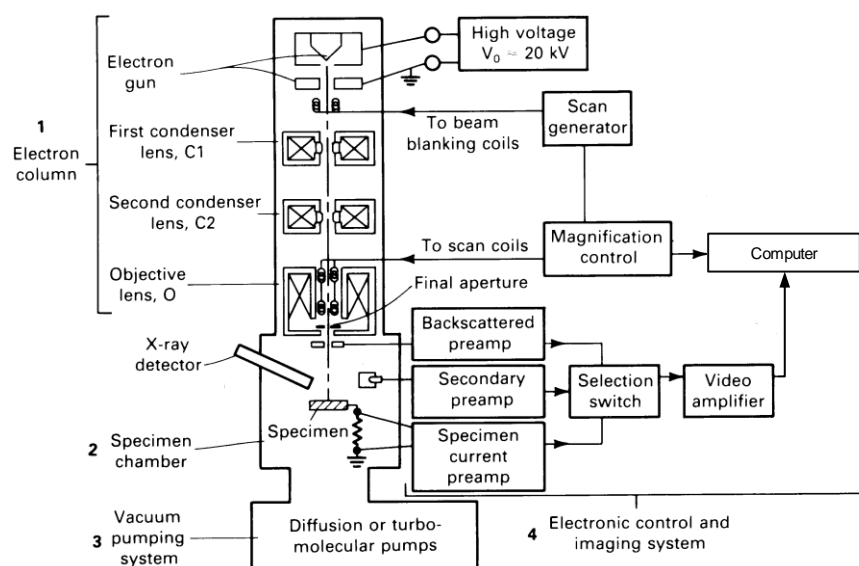 Electron
gun
High voltage
V₀ ≈ 20 kV
1
Electron
column
First condenser
lens, C1
To beam
blanking coils
Scan
generator
Second condenser
lens, C2
Objective
lens, O
To scan coils
Magnification
control
Computer
Final aperture
X-ray
detector
Backscattered
preamp
Secondary
preamp
Selection
switch
Video
amplifier
Specimen
Specimen
current
preamp
2 Specimen
chamber
3 Vacuum
pumping
system
Diffusion or turbo-
molecular pumps
4 Electronic control and
imaging system